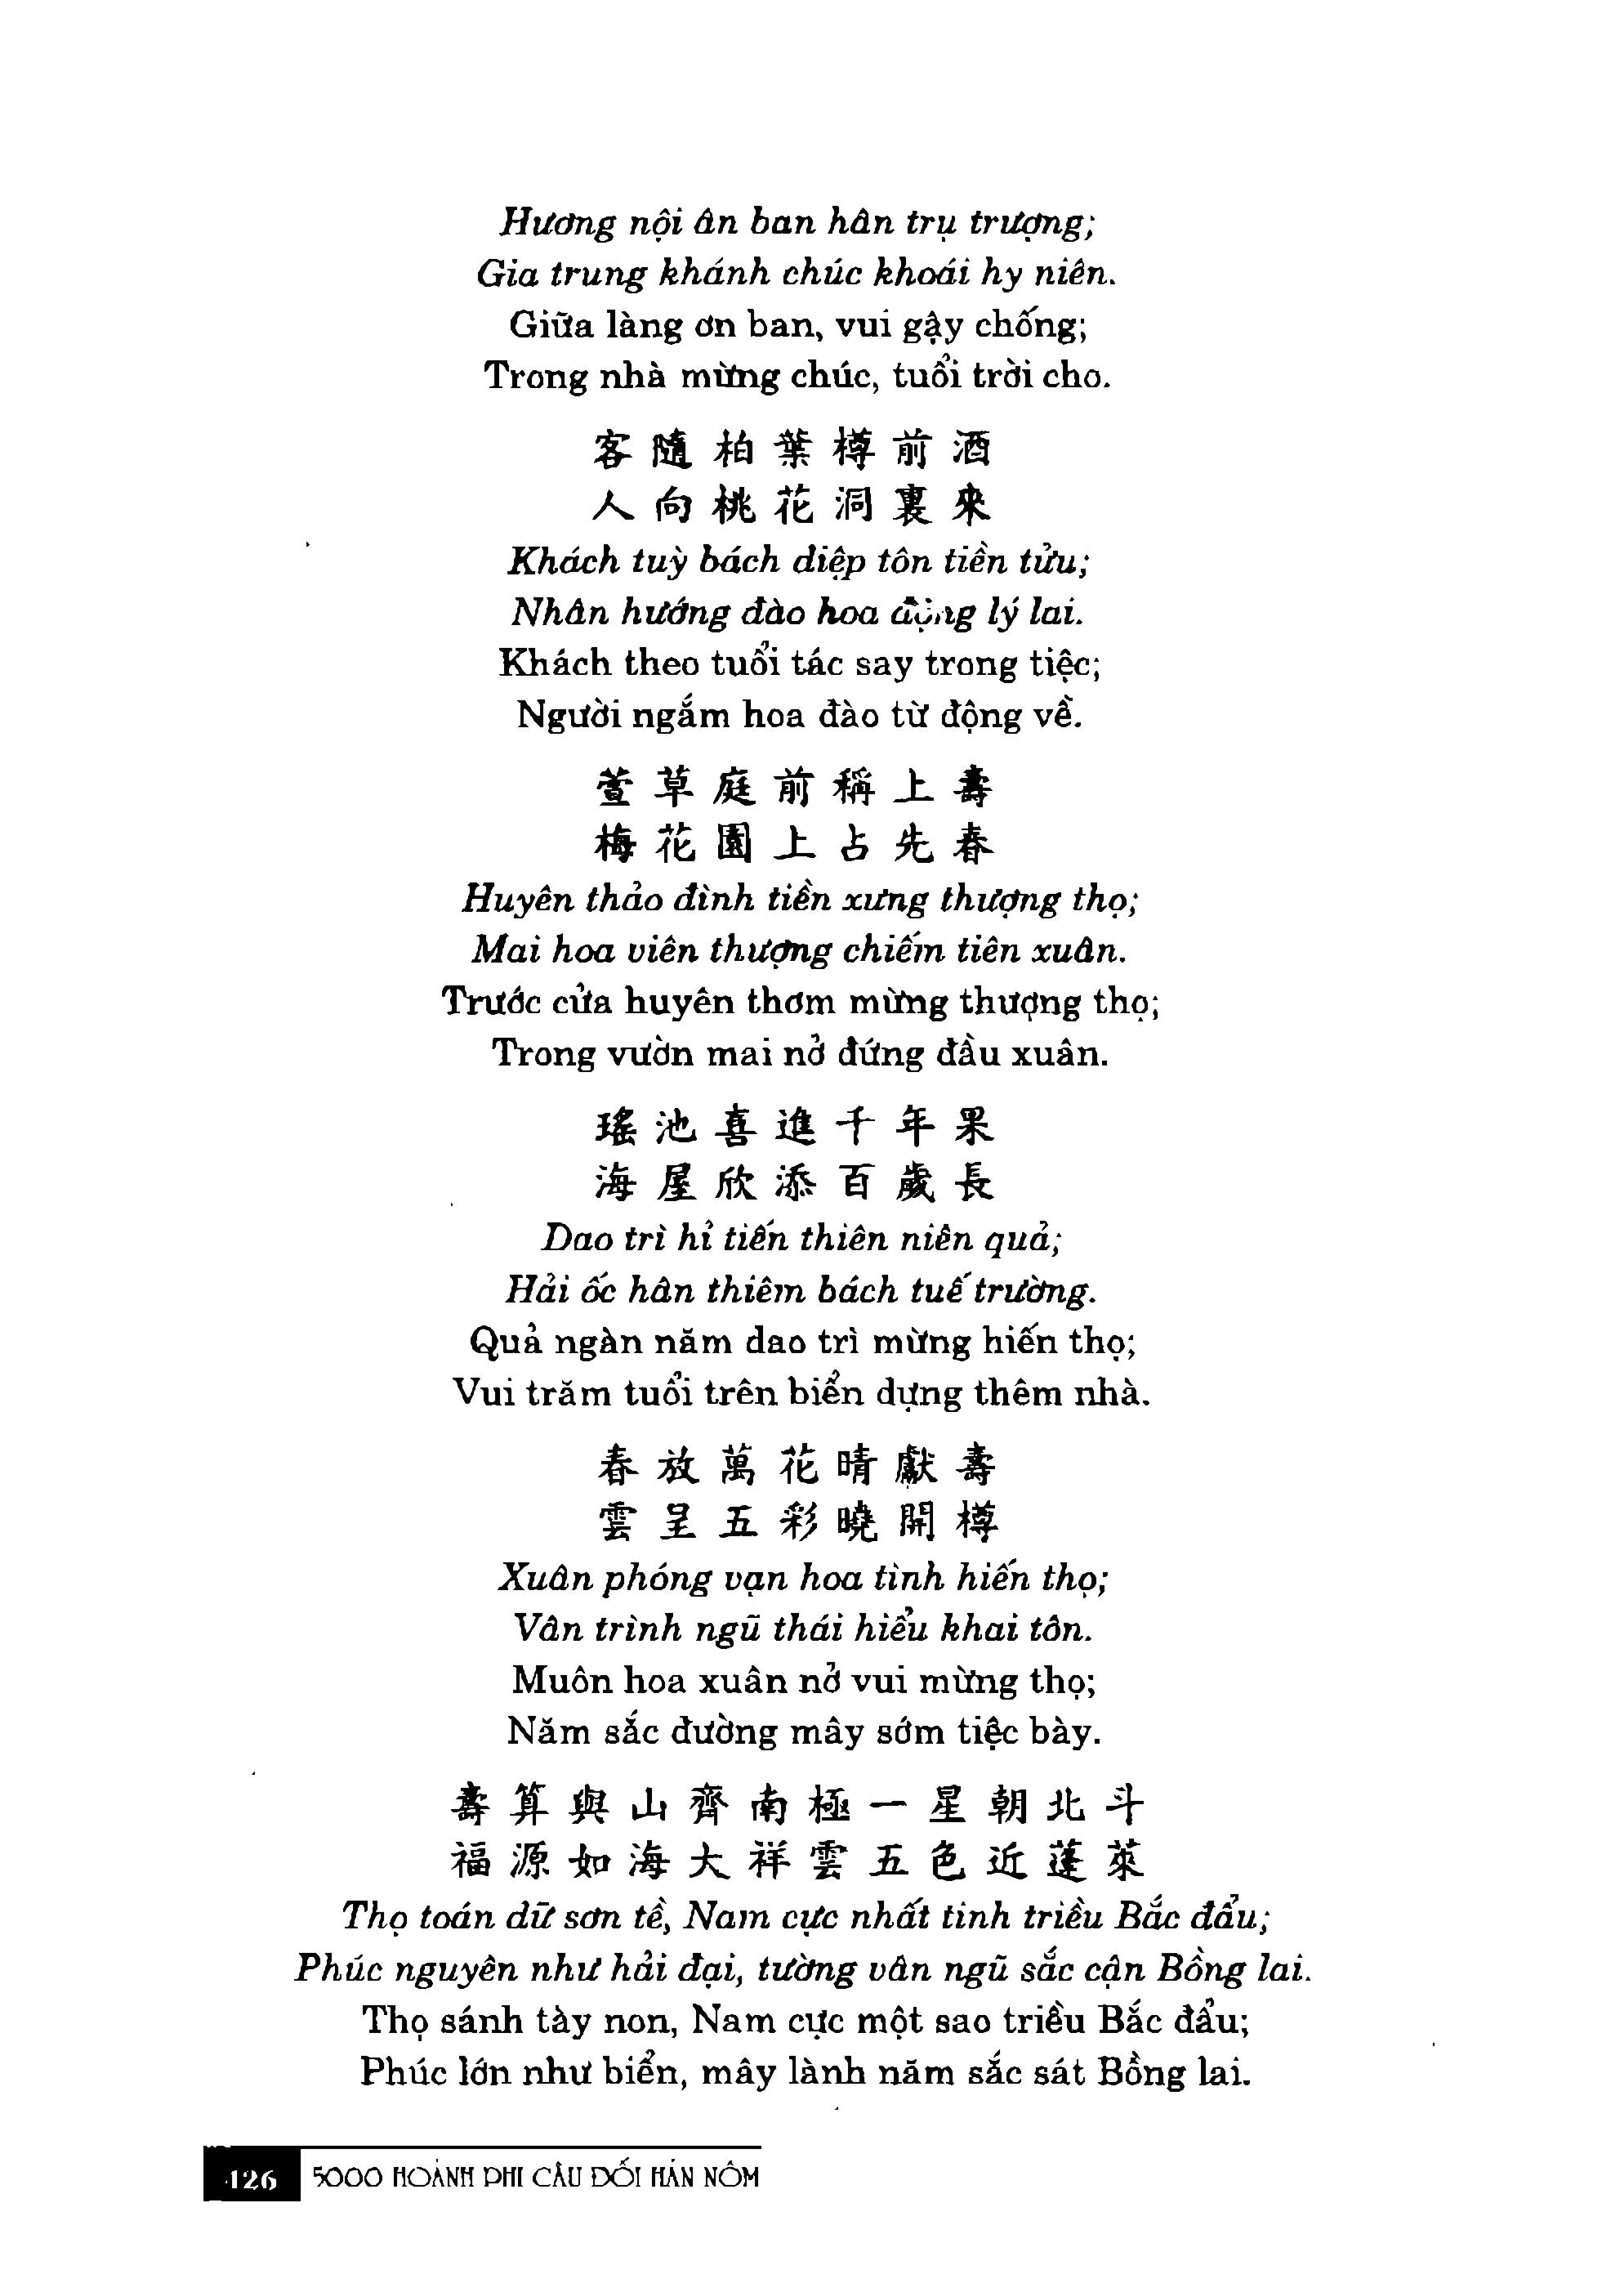 Hương nội ân ban hân trụ trượng;
Gia trung khánh chúc khoái hy niên.
Giữa làng ơn ban, vui gậy chống;
Trong nhà mừng chúc, tuổi trời cho.
客隨柏葉樽前酒
人向桃花洞裏來
Khách tuỳ bách diệp tôn tiền tửu;
Nhân hướng đào hoa động lý lai.
Khách theo tuổi tác say trong tiệc;
Người ngắm hoa đào từ động về.
萱草庭前稱上壽
梅花園上占先春
Huyên thảo đình tiền xưng thượng thọ;
Mai hoa viên thượng chiếm tiên xuân.
Trước cửa huyên thơm mừng thượng thọ;
Trong vườn mai nở đứng đầu xuân.
瑤池喜進千年果
海屋欣添百歲長
Dao trì hỉ tiến thiên niên quả;
Hải ốc hân thiêm bách tuế trường.
Quả ngàn năm dao trì mừng hiến thọ;
Vui trăm tuổi trên biển dựng thêm nhà.
春放萬花晴獻壽
雲呈五彩曉開樽
Xuân phóng vạn hoa tình hiến thọ;
Vân trình ngũ thái hiểu khai tôn.
Muôn hoa xuân nở vui mừng thọ;
Năm sắc đường mây sớm tiệc bày.
壽算與山齊南極一星朝北斗
福源如海大祥雲五色近蓬萊
Thọ toán dữ sơn tề, Nam cực nhất tinh triều Bắc đẩu;
Phúc nguyên như hải đại, tường vân ngũ sắc cận Bồng lai.
Thọ sánh tày non, Nam cực một sao triều Bắc đẩu;
Phúc lớn như biển, mây lành năm sắc sát Bồng lai.
426 5000 HOÀNH PHI CÂU ĐỐI HÁN NÔM